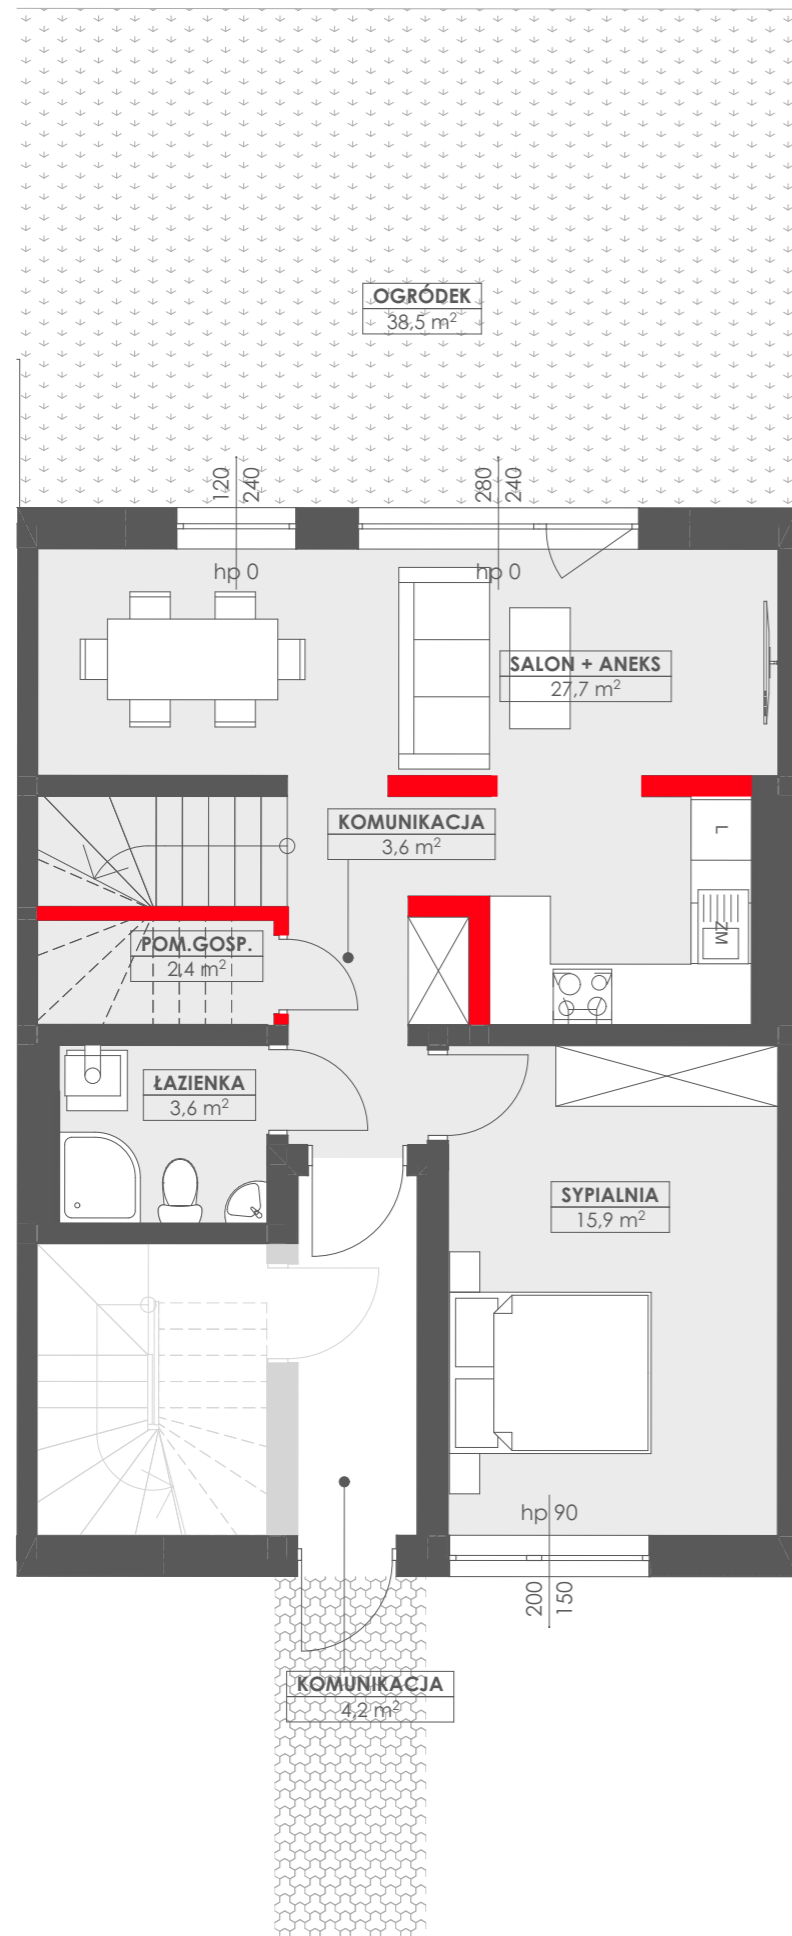 OGRÓDEK
38,5 m²
120
240
280
240
hp 0
hp 0
SALON + ANEKS
27,7 m²
KOMUNIKACJA
3,6 m²
L
ZM
POM.GOSP.
2,4 m²
ŁAZIENKA
3,6 m²
SYPIALNIA
15,9 m²
hp 90
200
150
KOMUNIKACJA
4,2 m²